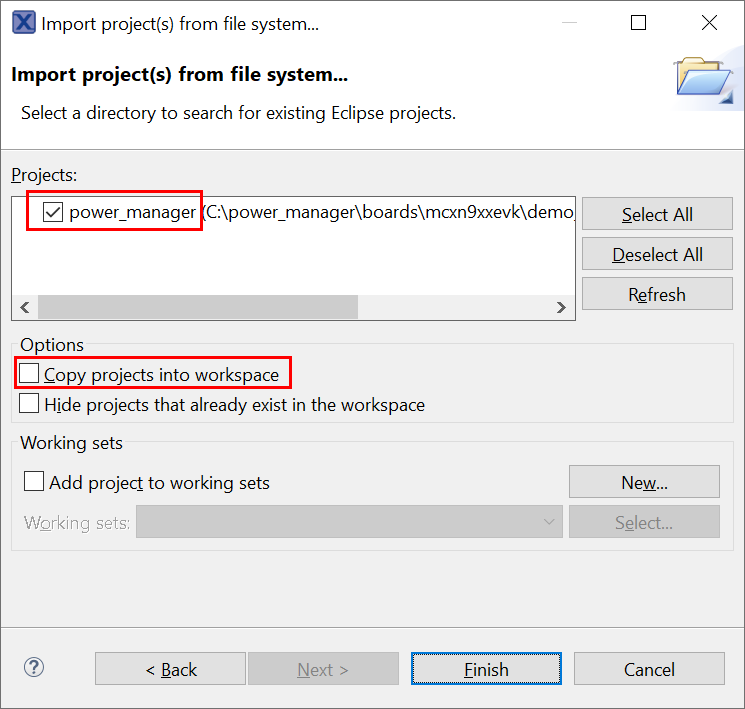 Import project(s) from file system...
Import project(s) from file system...
Select a directory to search for existing Eclipse projects.
Projects:
power_manager (C:\power_manager\boards\mcxn9xxevk\demo_
Select All
Deselect All
Refresh
Options
Copy projects into workspace
Hide projects that already exist in the workspace
Working sets
Add project to working sets
New...
Working sets:
Select...
< Back
Next >
Finish
Cancel